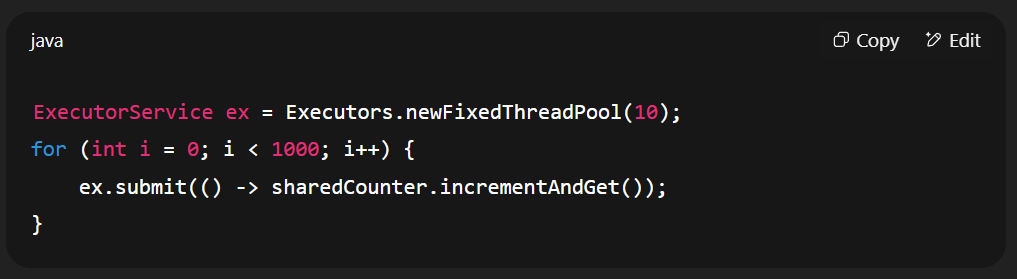 java
Copy
Edit
ExecutorService ex = Executors.newFixedThreadPool(10);
for (int i = 0; i < 1000; i++) {
    ex.submit(() -> sharedCounter.incrementAndGet());
}